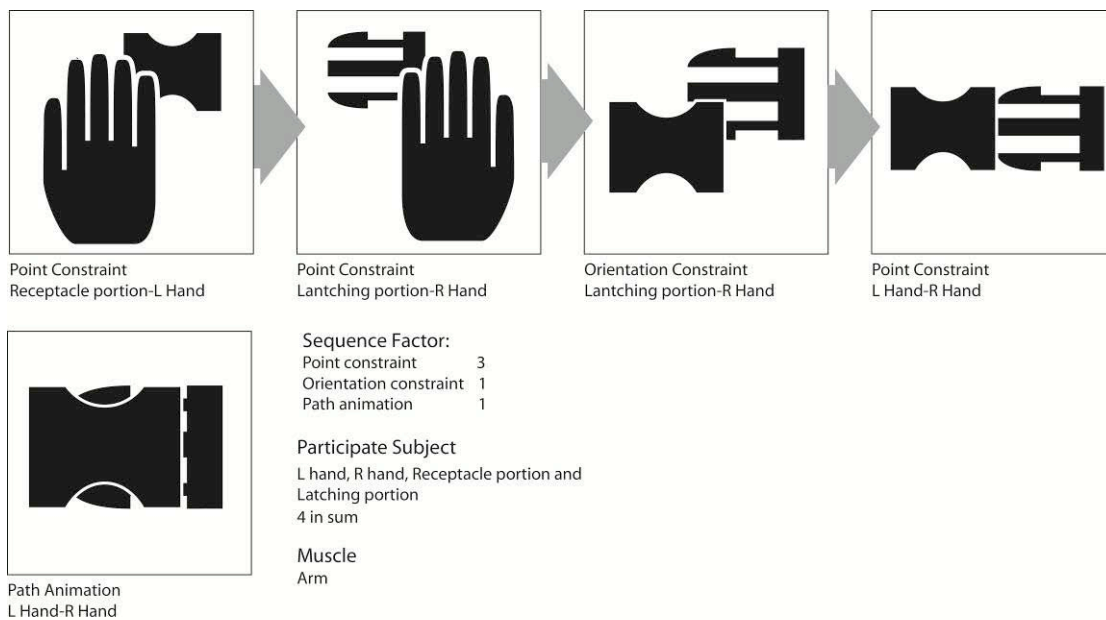 Point Constraint
Receptacle portion-L Hand
Point Constraint
Lantching portion-R Hand
Orientation Constraint
Lantching portion-R Hand
Point Constraint
L Hand-R Hand
Path Animation
L Hand-R Hand
Sequence Factor:
Point constraint 3
Orientation constraint 1
Path animation 1
Participate Subject
L hand, R hand, Receptacle portion and
Latching portion
4 in sum
Muscle
Arm